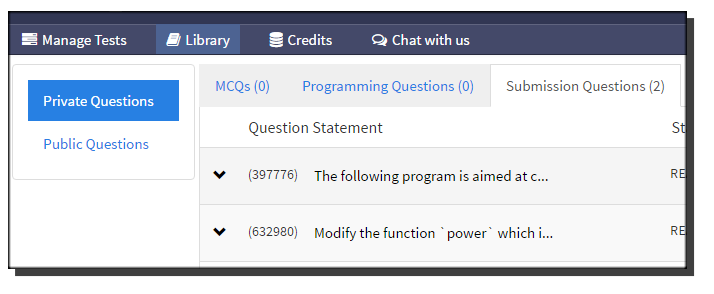 Manage Tests Library Credits Chat with us
Private Questions
Public Questions
MCQs (0) Programming Questions (0) Submission Questions (2)
Question Statement St
(397776) The following program is aimed at c... RE
(632980) Modify the function `power` which i... RE